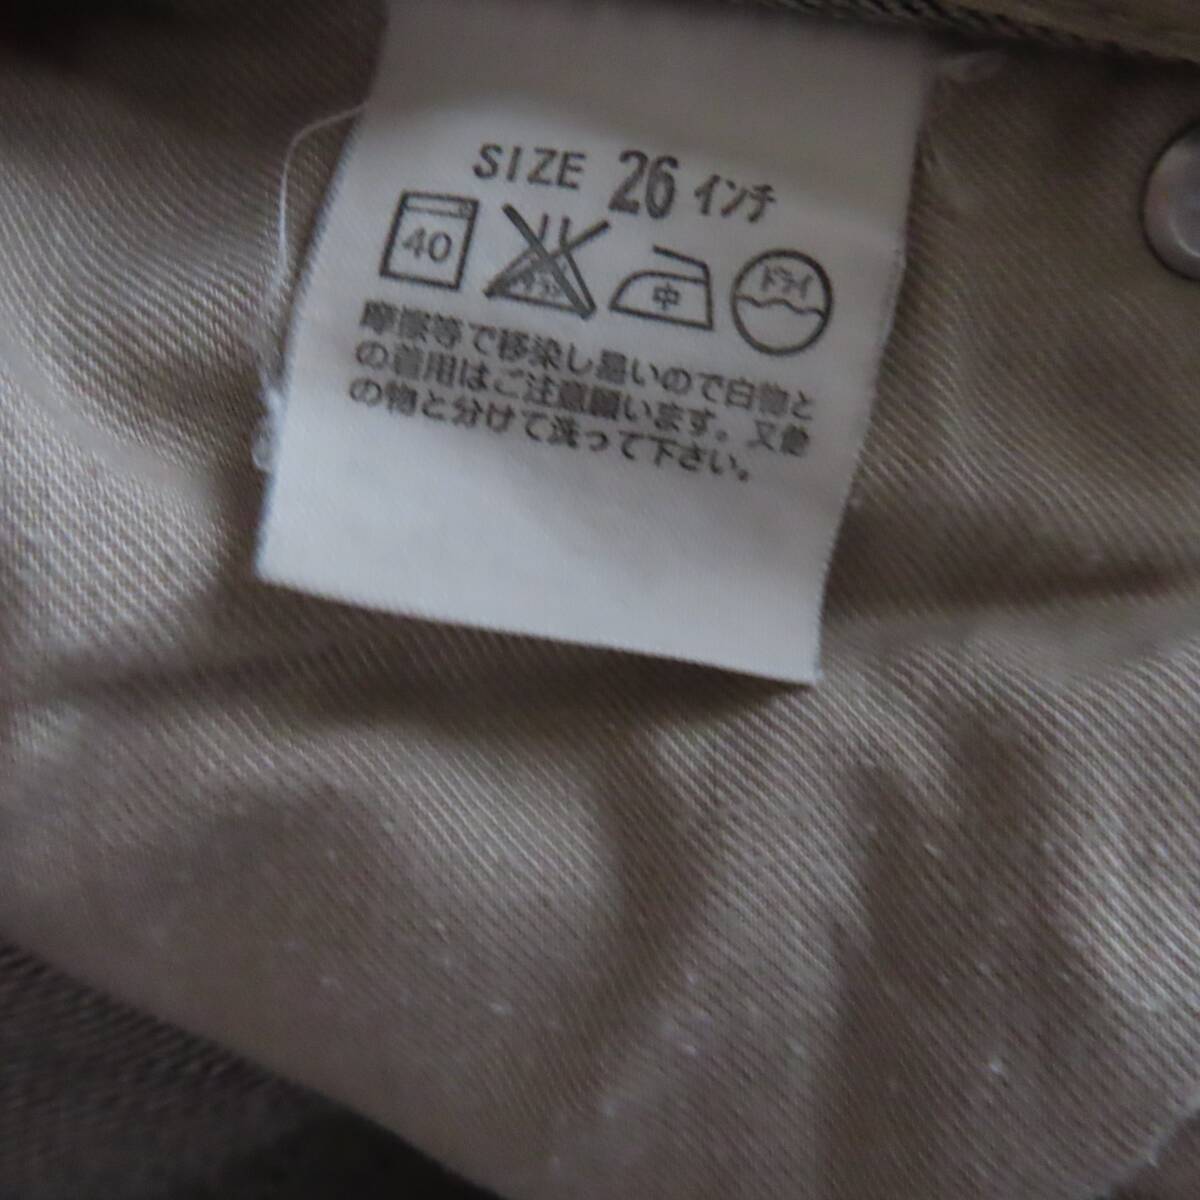 SIZE 26 インチ
40
中
ドライ
摩擦等で移染し易いので白物と
の着用はご注意願います。又他
の物と分けて洗って下さい。